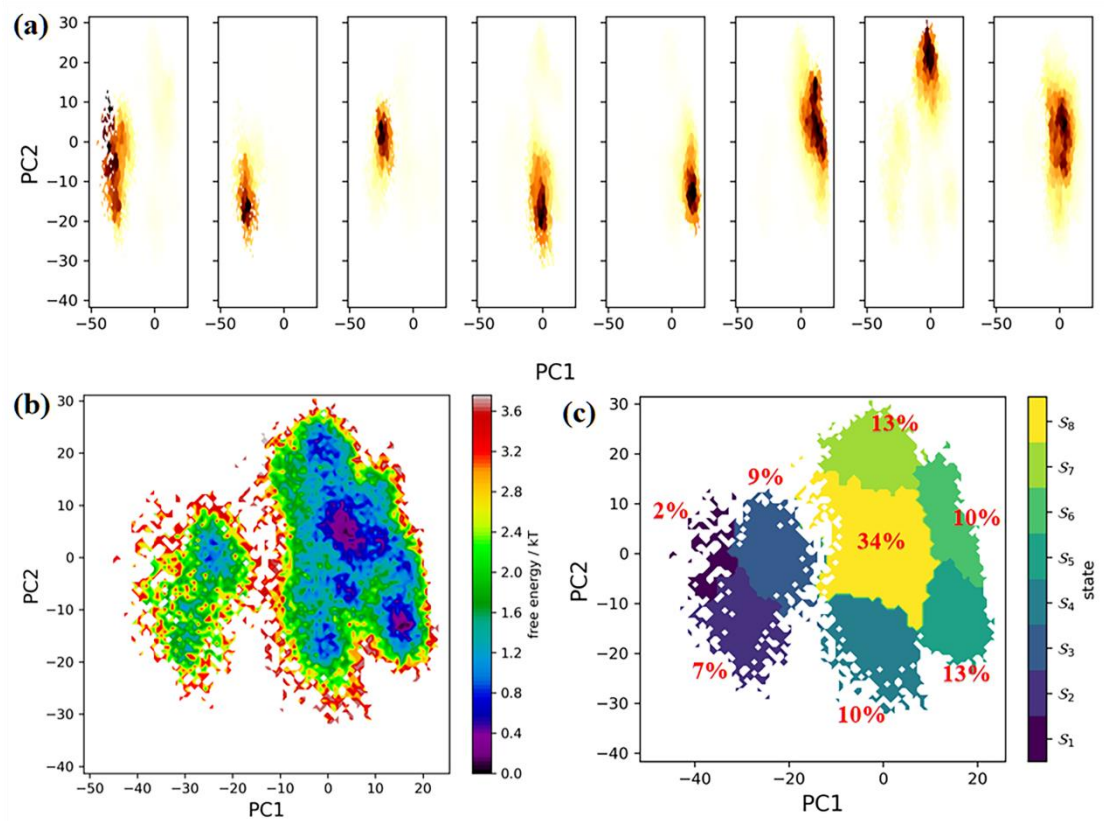 (a)
30
20
10
0
−10
−20
−30
−40
PC2
−50 0 −50 0 −50 0 −50 0 −50 0 −50 0 −50 0 −50 0
PC1
(b)
30
20
10
0
−10
−20
−30
−40
PC2
−50 −40 −30 −20 −10 0 10 20
PC1
3.6
3.2
2.8
2.4
2.0
1.6
1.2
0.8
0.4
0.0
free energy / kT
(c)
30
20
10
0
−10
−20
−30
−40
PC2
13%
9%
2%
10%
34%
7%
13%
10%
−40 −20 0 20
PC1
S8
S7
S6
S5
S4
S3
S2
S1
state